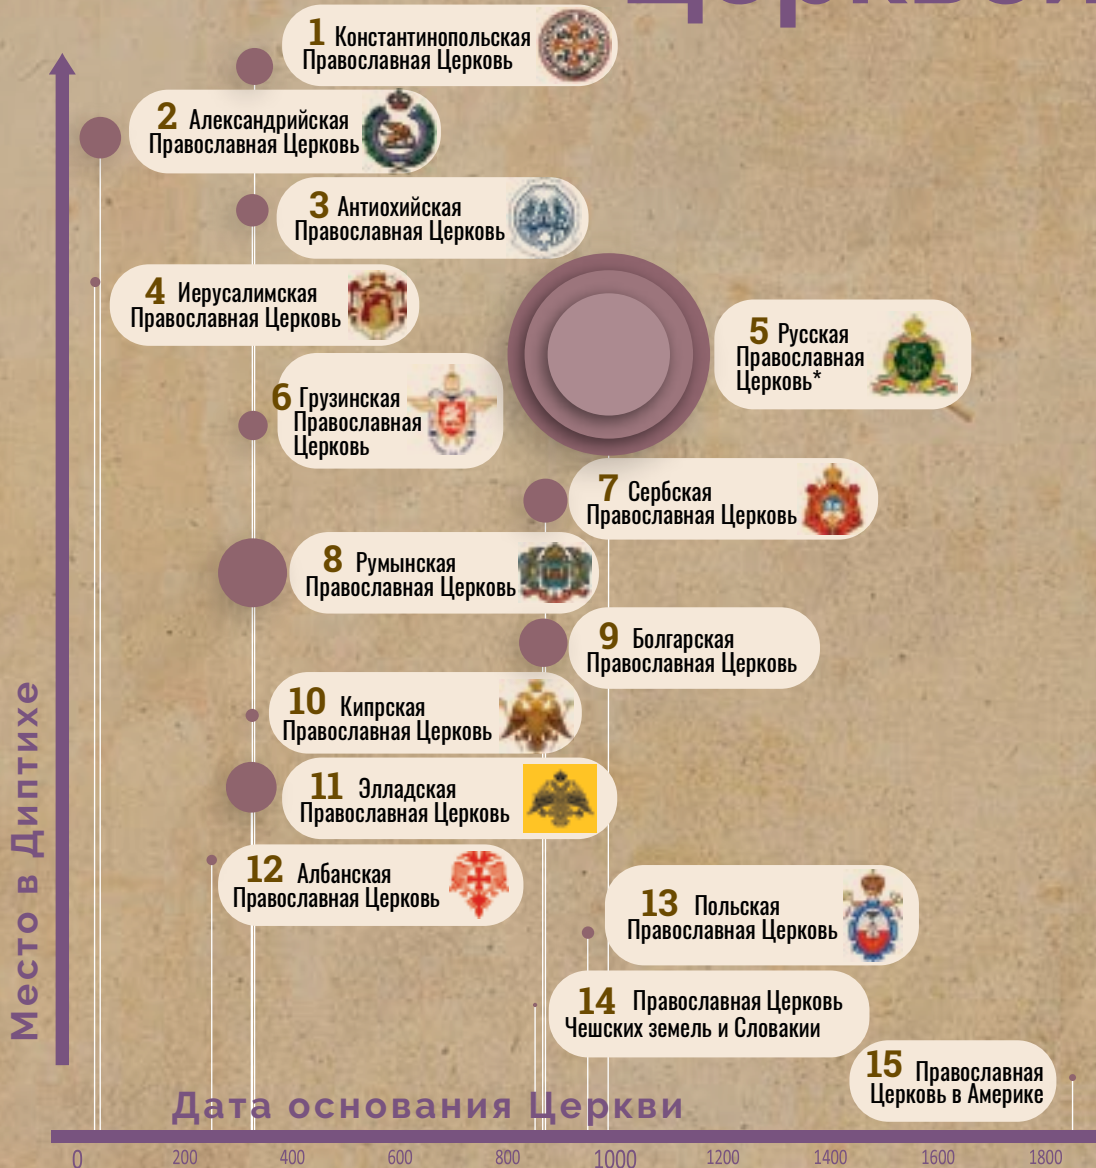 1 Константинопольская
Православная Церковь
2 Александрийская
Православная Церковь
3 Антиохийская
Православная Церковь
4 Иерусалимская
Православная Церковь
5 Русская
Православная
Церковь*
6 Грузинская
Православная
Церковь
7 Сербская
Православная Церковь
8 Румынская
Православная Церковь
9 Болгарская
Православная Церковь
10 Кипрская
Православная Церковь
11 Элладская
Православная Церковь
12 Албанская
Православная Церковь
13 Польская
Православная Церковь
14 Православная Церковь
Чешских земель и Словакии
15 Православная
Церковь в Америке
Место в Диптихе
Дата основания Церкви
0 200 400 600 800 1000 1200 1400 1600 1800